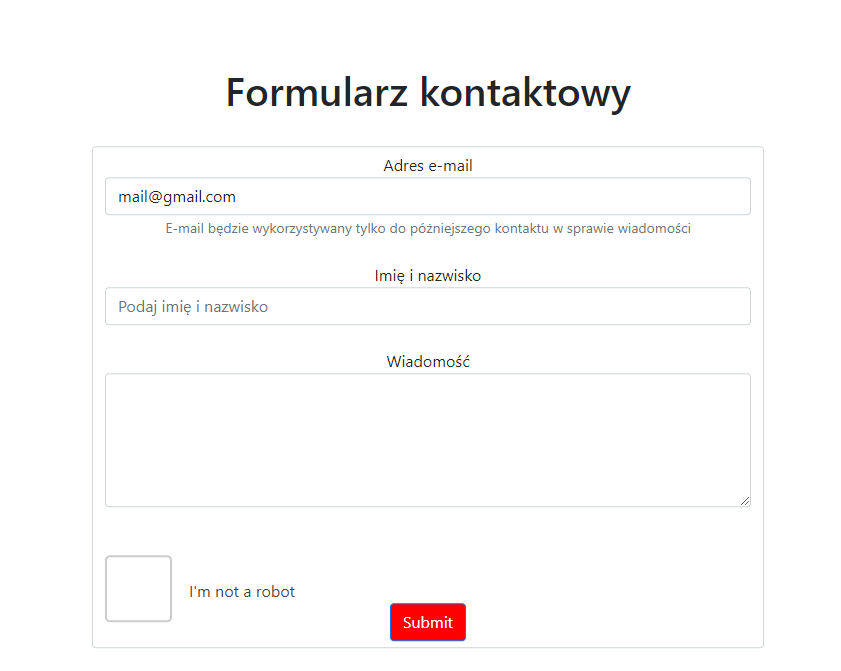 Formularz kontaktowy
Adres e-mail
mail@gmail.com
E-mail będzie wykorzystywany tylko do póżniejszego kontaktu w sprawie wiadomości
Imię i nazwisko
Podaj imię i nazwisko
Wiadomość
I'm not a robot
Submit